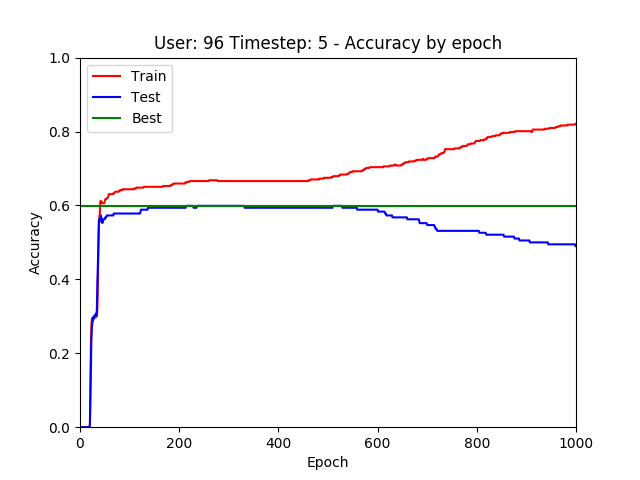 User: 96 Timestep: 5 - Accuracy by epoch
1.0
0.8
0.6
0.4
0.2
0.0
Accuracy
Train
Test
Best
0 200 400 600 800 1000
Epoch